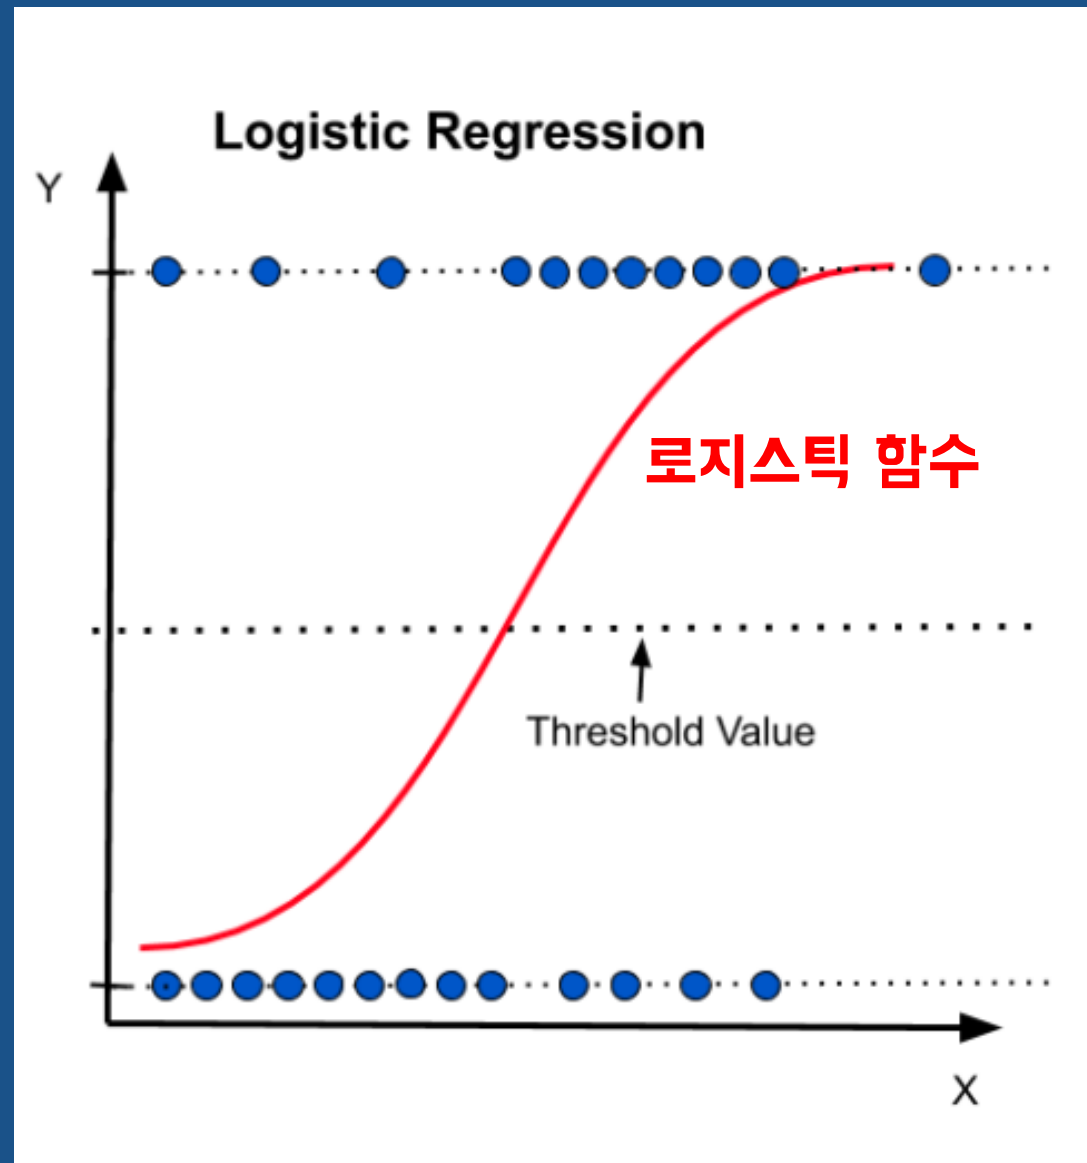 Logistic Regression
Y
로지스틱 함수
Threshold Value
X